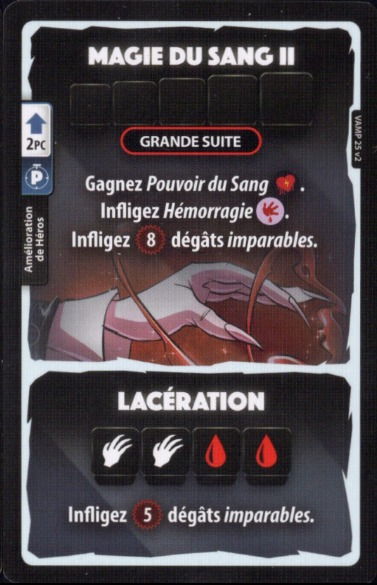 MAGIE DU SANG II
GRANDE SUITE
2PC
P
Amélioration
de Héros
VAMP 25 v2
Gagnez Pouvoir du Sang .
Infligez Hémorragie .
Infligez 8 dégâts imparables.
LACÉRATION
Infligez 5 dégâts imparables.